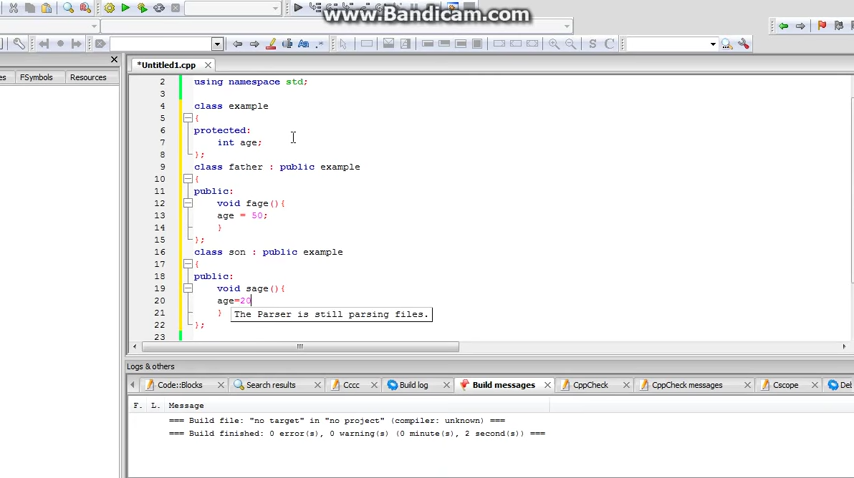 www.Bandicam.com
*Untitled1.cpp
FSymbols Resources
2 using namespace std;
3
4 class example
5 {
6 protected:
7 int age;
8 };
9 class father : public example
10 {
11 public:
12 void fage(){
13 age = 50;
14 }
15 };
16 class son : public example
17 {
18 public:
19 void sage(){
20 age=20
21 } The Parser is still parsing files.
22 };
23
Logs & others
Code::Blocks Search results Cccc Build log Build messages CppCheck CppCheck messages Cscope
F. L. Message
=== Build file: "no target" in "no project" (compiler: unknown) ===
=== Build finished: 0 error(s), 0 warning(s) (0 minute(s), 2 second(s)) ===